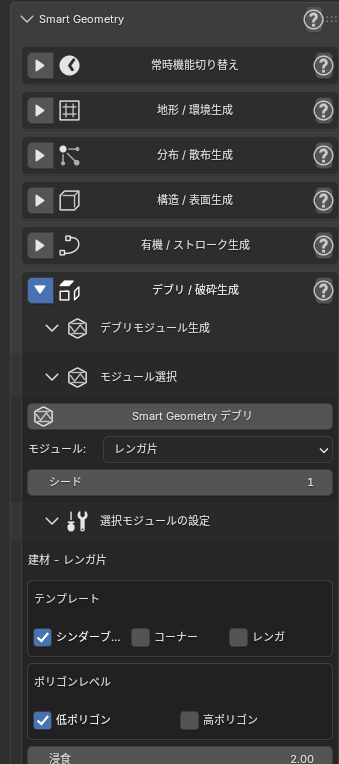 Smart Geometry
常時機能切り替え
地形 / 環境生成
分布 / 散布生成
構造 / 表面生成
有機 / ストローク生成
デブリ / 破砕生成
デブリモジュール生成
モジュール選択
Smart Geometry デブリ
モジュール: レンガ片
シード 1
選択モジュールの設定
建材 - レンガ片
テンプレート
シンダーブ... コーナー レンガ
ポリゴンレベル
低ポリゴン 高ポリゴン
浸食 2.00